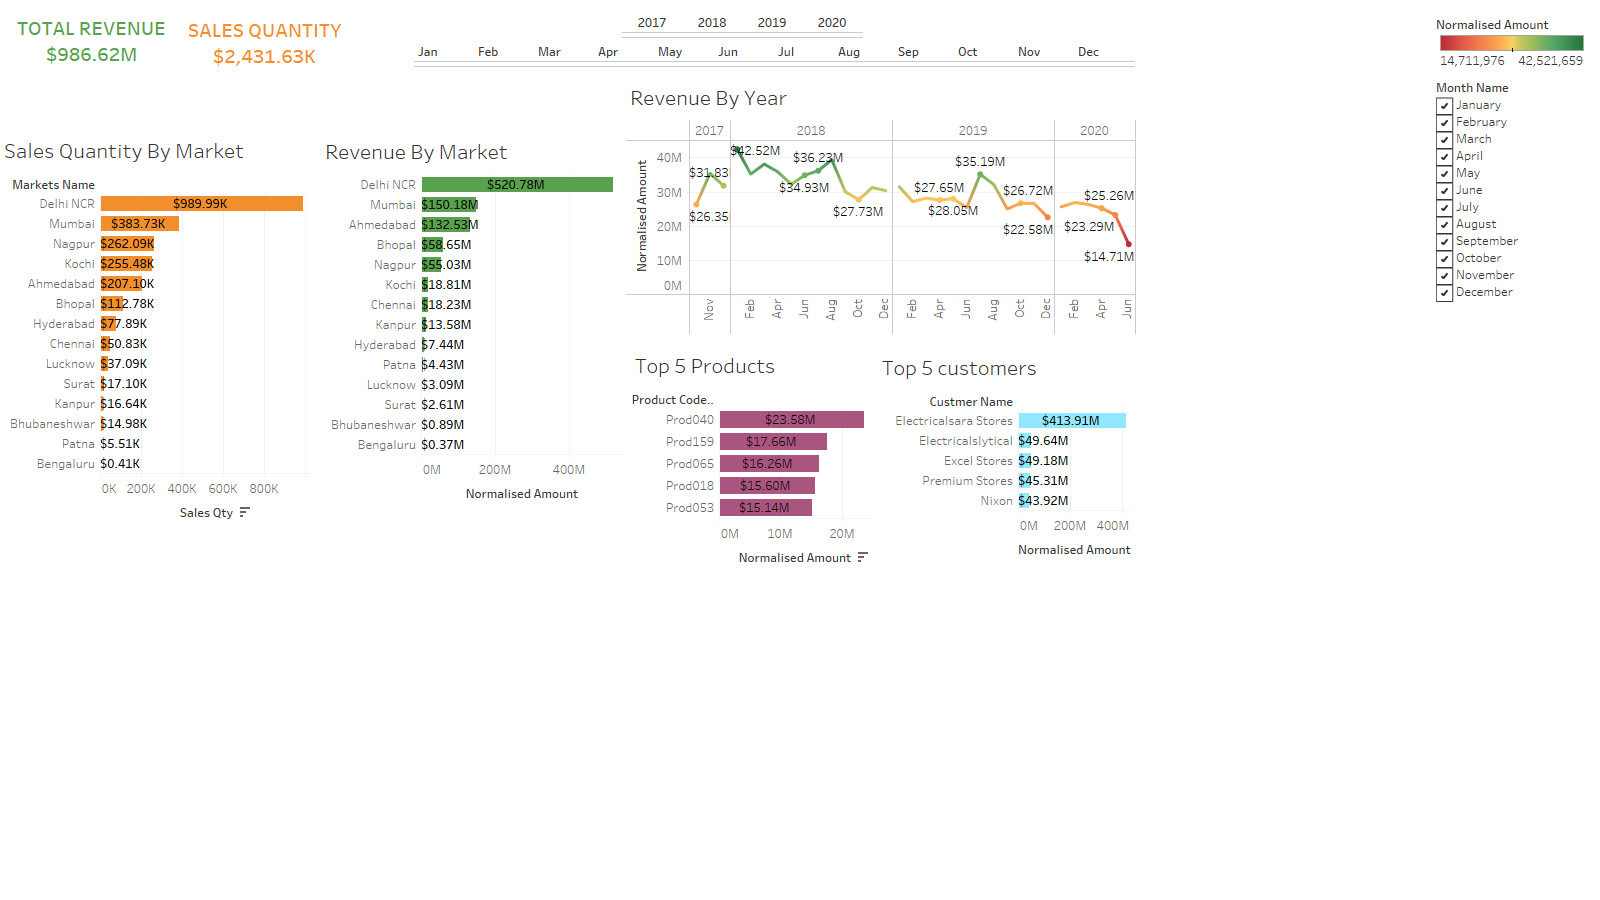 TOTAL REVENUE
$986.62M
SALES QUANTITY
$2,431.63K
2017 2018 2019 2020
Jan Feb Mar Apr May Jun Jul Aug Sep Oct Nov Dec
Sales Quantity By Market
Markets Name
Delhi NCR $989.99K
Mumbai $383.73K
Nagpur $262.09K
Kochi $255.48K
Ahmedabad $207.10K
Bhopal $112.78K
Hyderabad $77.89K
Chennai $50.83K
Lucknow $37.09K
Surat $17.10K
Kanpur $16.64K
Bhubaneshwar $14.98K
Patna $5.51K
Bengaluru $0.41K
0K 200K 400K 600K 800K
Sales Qty
Revenue By Market
Delhi NCR $520.78M
Mumbai $150.18M
Ahmedabad $132.53M
Bhopal $58.65M
Nagpur $55.03M
Kochi $18.81M
Chennai $18.23M
Kanpur $13.58M
Hyderabad $7.44M
Patna $4.43M
Lucknow $3.09M
Surat $2.61M
Bhubaneshwar $0.89M
Bengaluru $0.37M
0M 200M 400M
Normalised Amount
Revenue By Year
2017 2018 2019 2020
Normalised Amount
40M
30M
20M
10M
0M
$26.35
$31.83
$42.52M
$34.93M
$36.23M
$27.73M
$27.65M
$28.05M
$35.19M
$26.72M
$22.58M
$25.26M
$23.29M
$14.71M
Nov Feb Apr Jun Aug Oct Dec Feb Apr Jun Aug Oct Dec Feb Apr Jun
Top 5 Products
Product Code..
Prod040 $23.58M
Prod159 $17.66M
Prod065 $16.26M
Prod018 $15.60M
Prod053 $15.14M
0M 10M 20M
Normalised Amount
Top 5 customers
Custmer Name
Electricalsara Stores $413.91M
Electricalslytical $49.64M
Excel Stores $49.18M
Premium Stores $45.31M
Nixon $43.92M
0M 200M 400M
Normalised Amount
Normalised Amount
14,711,976 42,521,659
Month Name
January
February
March
April
May
June
July
August
September
October
November
December